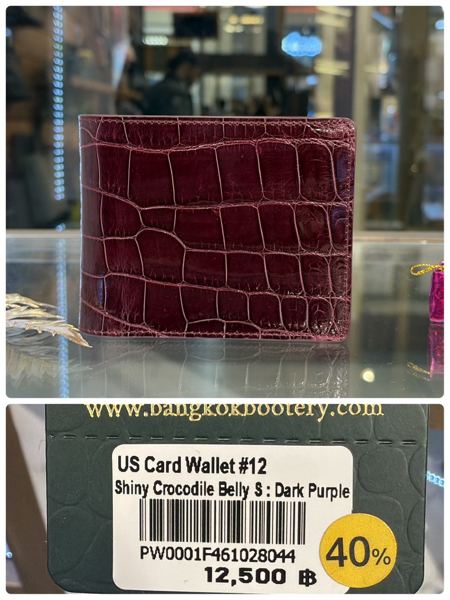 www.bangkokbootery.com
US Card Wallet #12
Shiny Crocodile Belly S : Dark Purple
PW0001F461028044
12,500 ฿
40%